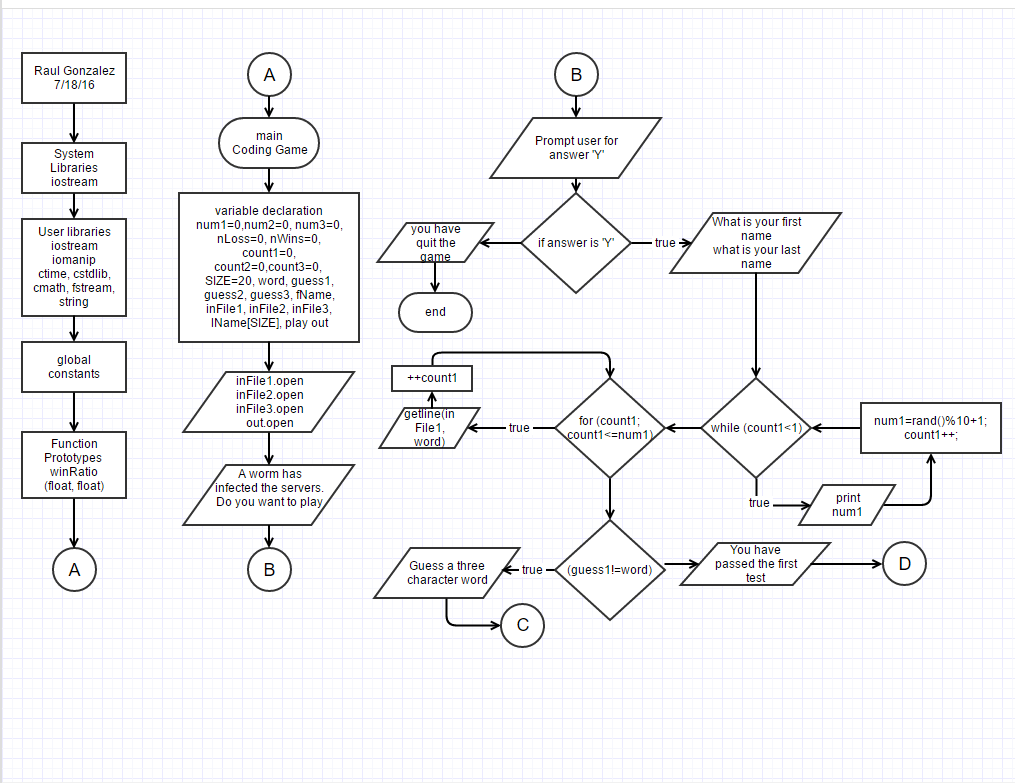 Raul Gonzalez
7/18/16
System
Libraries
iostream
User libraries
iostream
iomanip
ctime, cstdlib,
cmath, fstream,
string
global
constants
Function
Prototypes
winRatio
(float, float)
A
A
main
Coding Game
variable declaration
num1=0,num2=0, num3=0,
nLoss=0, nWins=0,
count1=0,
count2=0,count3=0,
SIZE=20, word, guess1,
guess2, guess3, fName,
inFile1, inFile2, inFile3,
lName[SIZE], play out
inFile1.open
inFile2.open
inFile3.open
out.open
A worm has
infected the servers.
Do you want to play
B
B
Prompt user for
answer 'Y'
if answer is 'Y'
true
you have
quit the
game
end
What is your first
name
what is your last
name
while (count1<1)
true
print
num1
num1=rand()%10+1;
count1++;
for (count1;
count1<=num1)
true
getline(in
File1,
word)
++count1
(guess1!=word)
true
Guess a three
character word
C
You have
passed the first
test
D